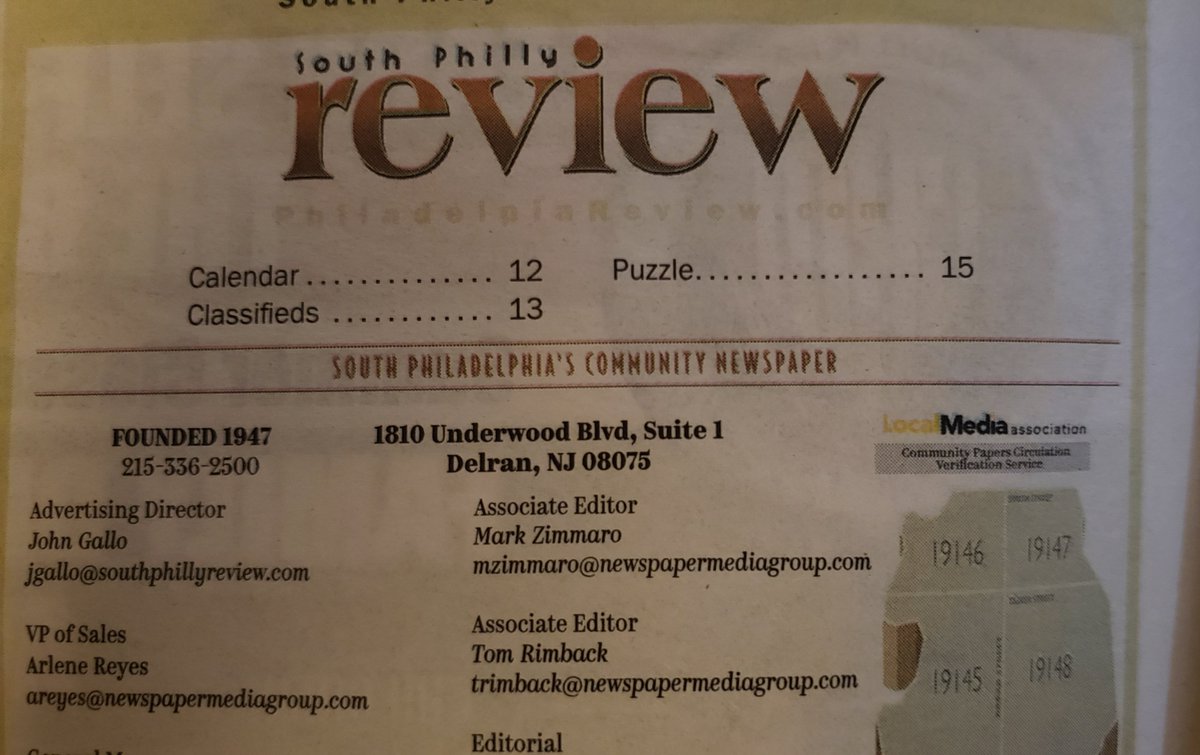 South Philly
review
PhiladelpiaReview.com
Calendar .............. 12
Puzzle.................. 15
Classifieds ............ 13
SOUTH PHILADELPHIA'S COMMUNITY NEWSPAPER
FOUNDED 1947
215-336-2500
1810 Underwood Blvd, Suite 1
Delran, NJ 08075
LocalMedia association
Community Papers Circulation
Verification Service
Advertising Director
John Gallo
jgallo@southphillyreview.com
VP of Sales
Arlene Reyes
areyes@newspapermediagroup.com
Associate Editor
Mark Zimmaro
mzimmaro@newspapermediagroup.com
Associate Editor
Tom Rimback
trimback@newspapermediagroup.com
Editorial
19146
19147
19145
19148